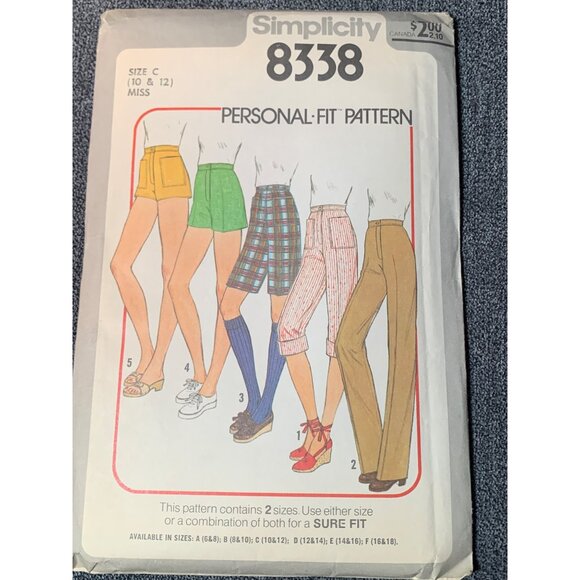 Simplicity
$2.00
CANADA 2.10
8338
SIZE C
(10 & 12)
MISS
PERSONAL·FIT™ PATTERN
5
4
3
1
2
This pattern contains 2 sizes. Use either size
or a combination of both for a SURE FIT
AVAILABLE IN SIZES: A (6&8); B (8&10); C (10&12); D (12&14); E (14&16); F (16&18).